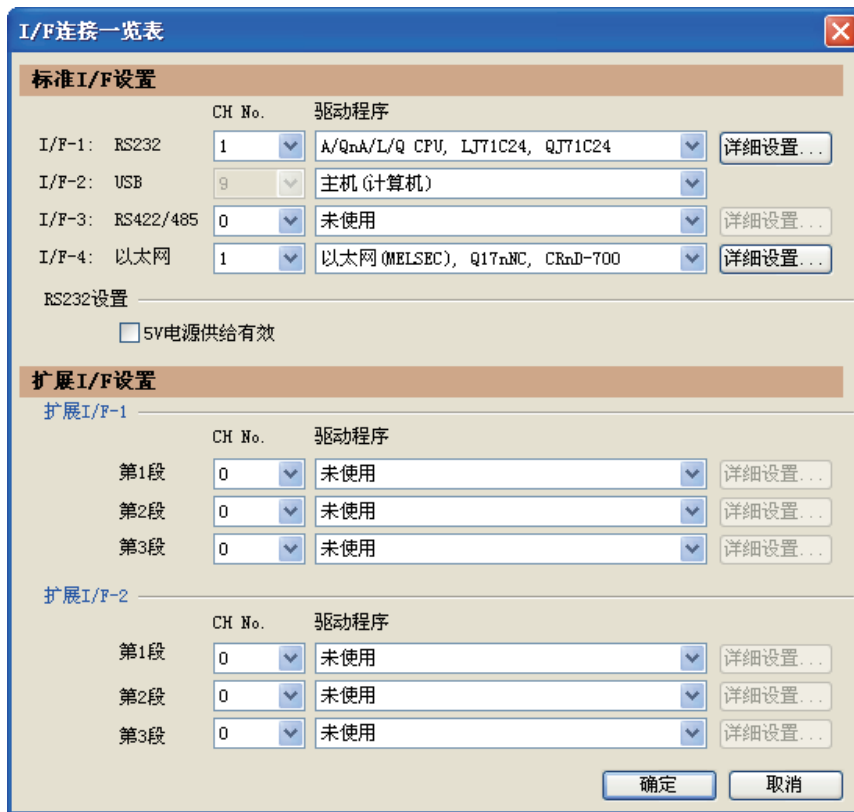 I/F连接一览表
标准I/F设置
CH No. 驱动程序
I/F-1: RS232 1 A/QnA/L/Q CPU, LJ71C24, QJ71C24 详细设置...
I/F-2: USB 9 主机(计算机)
I/F-3: RS422/485 0 未使用 详细设置...
I/F-4: 以太网 1 以太网(MELSEC), Q17nNC, CRnD-700 详细设置...
RS232设置
5V电源供给有效
扩展I/F设置
扩展I/F-1
CH No. 驱动程序
第1段 0 未使用 详细设置...
第2段 0 未使用 详细设置...
第3段 0 未使用 详细设置...
扩展I/F-2
CH No. 驱动程序
第1段 0 未使用 详细设置...
第2段 0 未使用 详细设置...
第3段 0 未使用 详细设置...
确定 取消